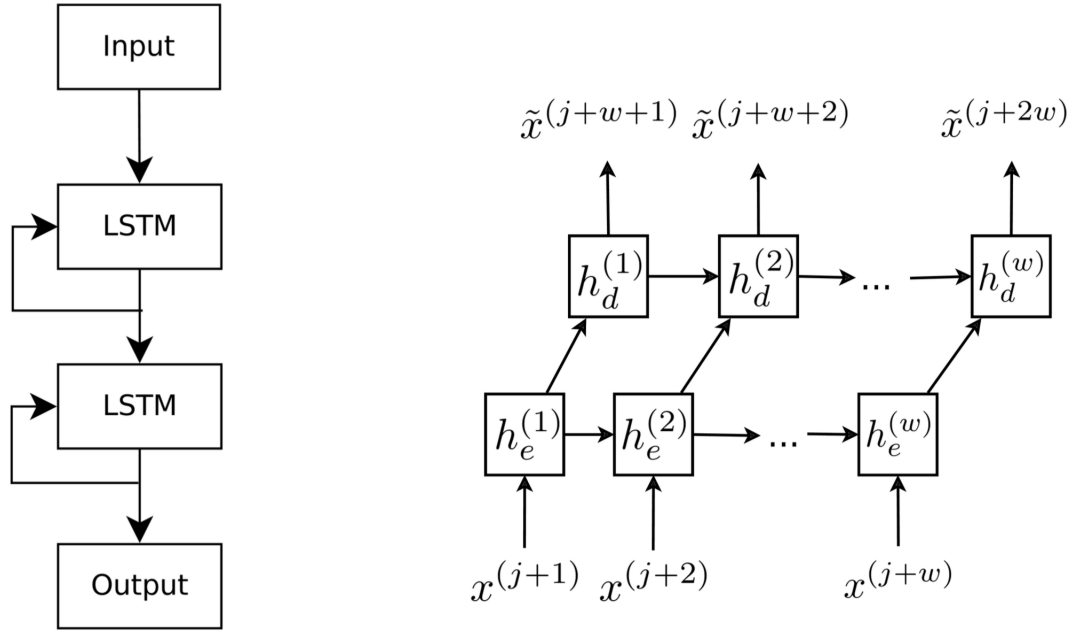 Input
LSTM
LSTM
Output
x̃^(j+w+1) x̃^(j+w+2) x̃^(j+2w)
h_d^(1) h_d^(2) ... h_d^(w)
h_e^(1) h_e^(2) ... h_e^(w)
x^(j+1) x^(j+2) x^(j+w)